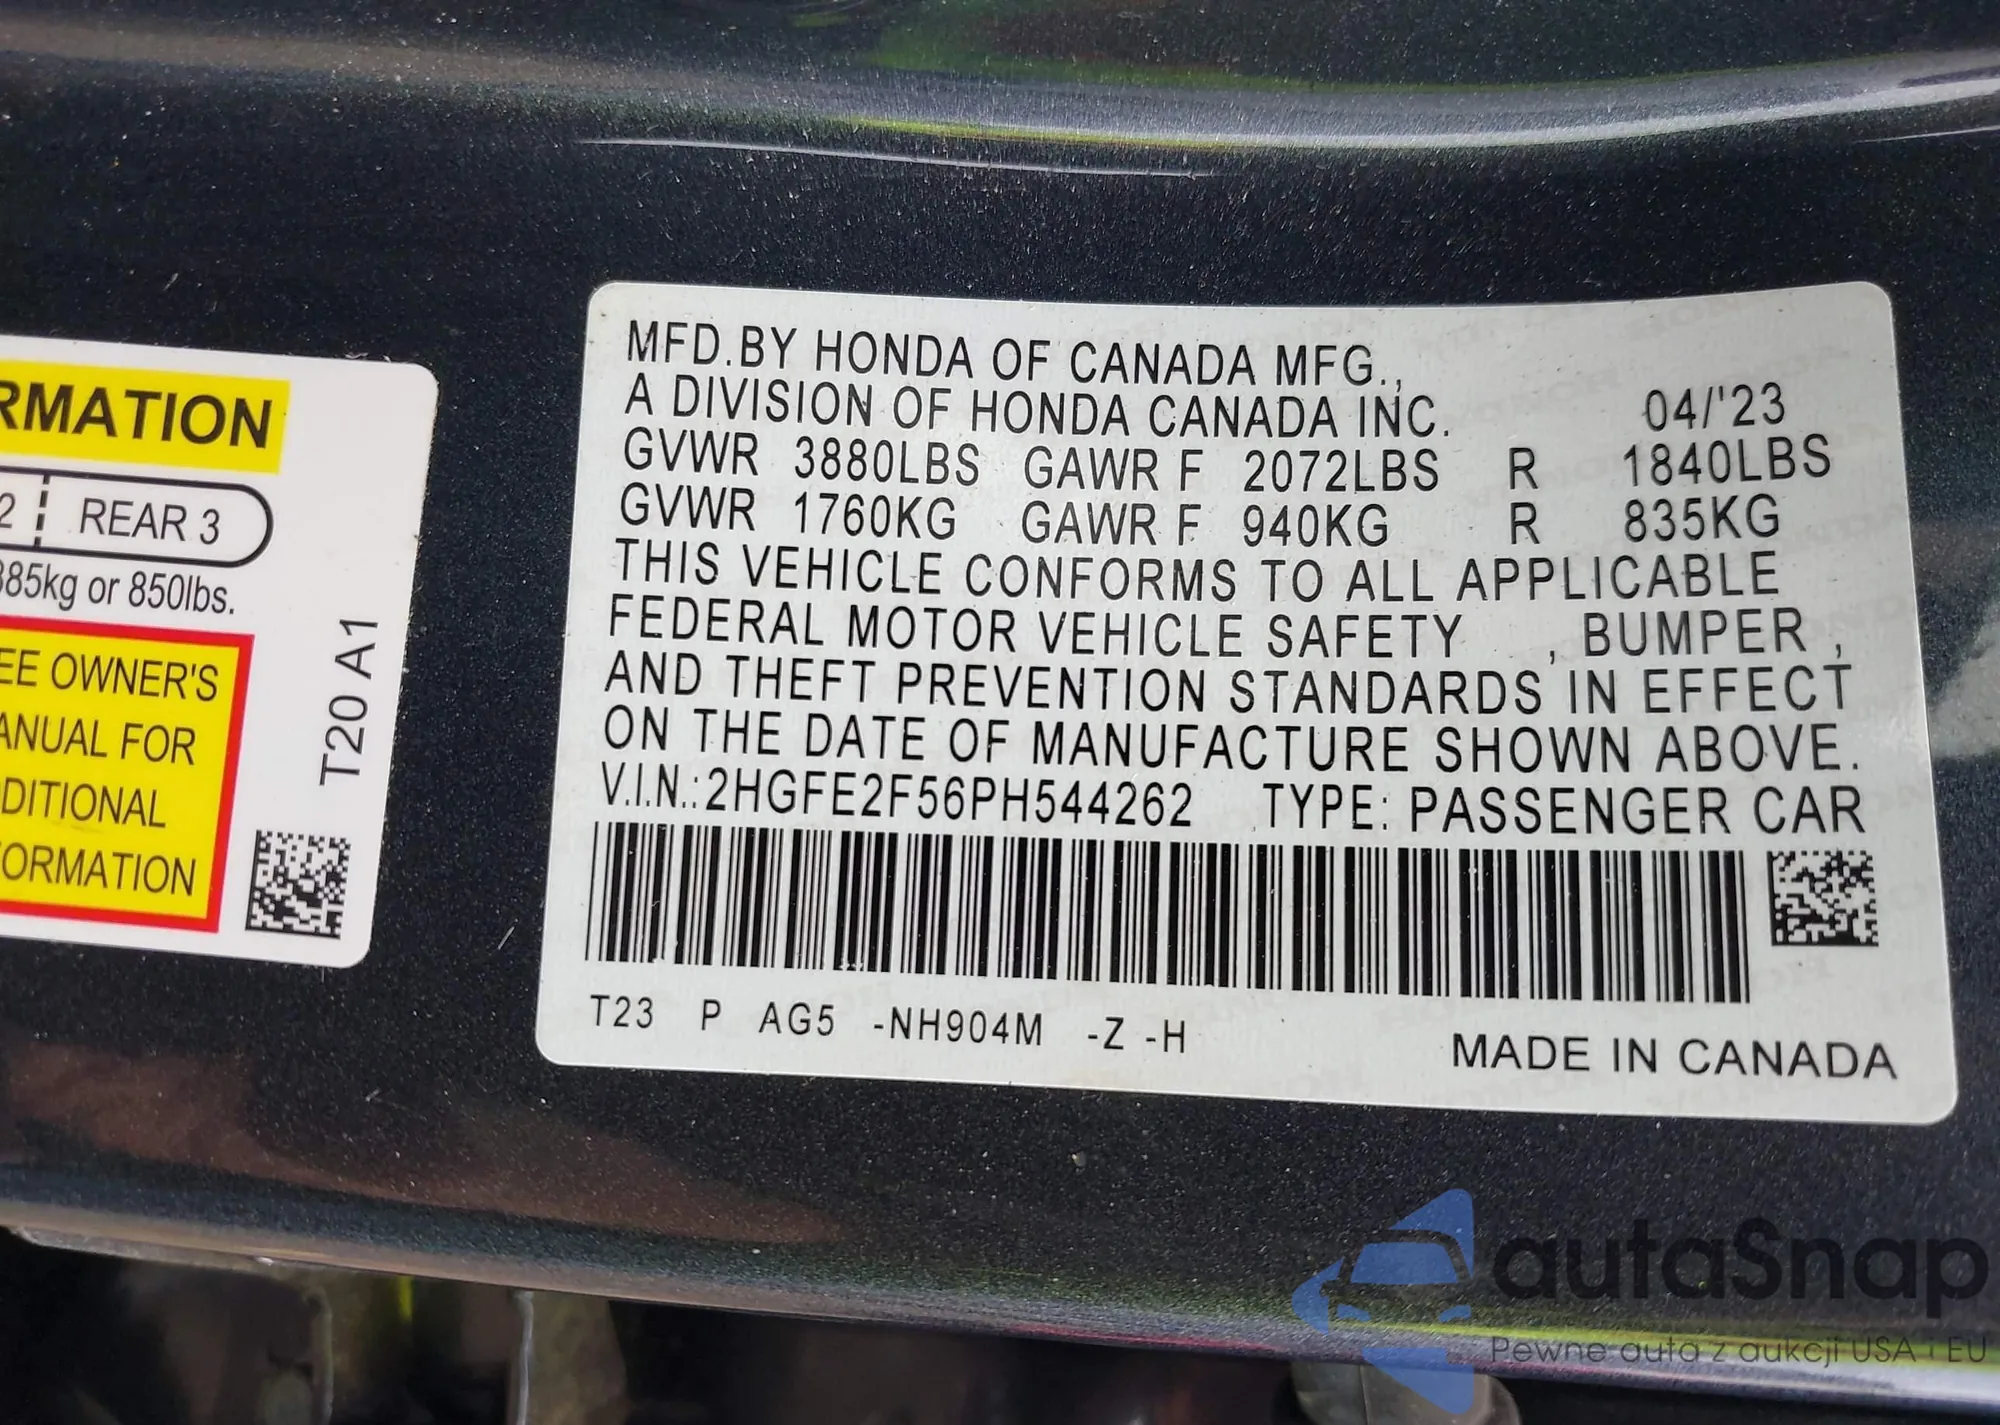 RMATION
2 REAR 3
385kg or 850lbs.
EE OWNER'S
ANUAL FOR
DITIONAL
FORMATION
T20 A1
MFD.BY HONDA OF CANADA MFG.,
A DIVISION OF HONDA CANADA INC. 04/'23
GVWR 3880LBS GAWR F 2072LBS R 1840LBS
GVWR 1760KG GAWR F 940KG R 835KG
THIS VEHICLE CONFORMS TO ALL APPLICABLE
FEDERAL MOTOR VEHICLE SAFETY , BUMPER ,
AND THEFT PREVENTION STANDARDS IN EFFECT
ON THE DATE OF MANUFACTURE SHOWN ABOVE.
V.I.N.:2HGFE2F56PH544262 TYPE: PASSENGER CAR
T23 P AG5 -NH904M -Z -H
MADE IN CANADA
autaSnap
Pewne auta z aukcji USA i EU